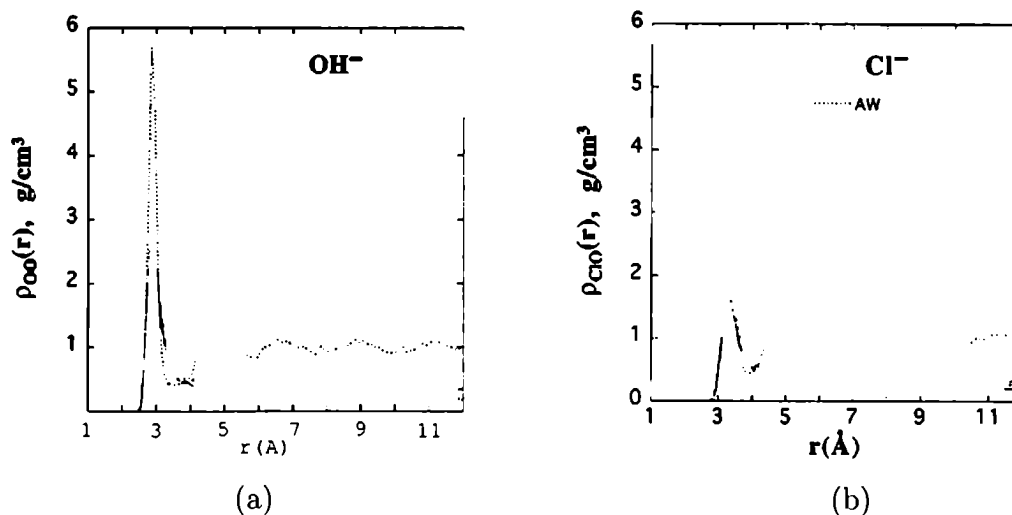 6
5
4
3
2
1
OH⁻
ρOO(r), g/cm³
1 3 5 7 9 11
r (A)
(a)
6
5
4
3
2
1
0
Cl⁻
AW
ρClO(r), g/cm³
1 3 5 7 9 11
r(Å)
(b)